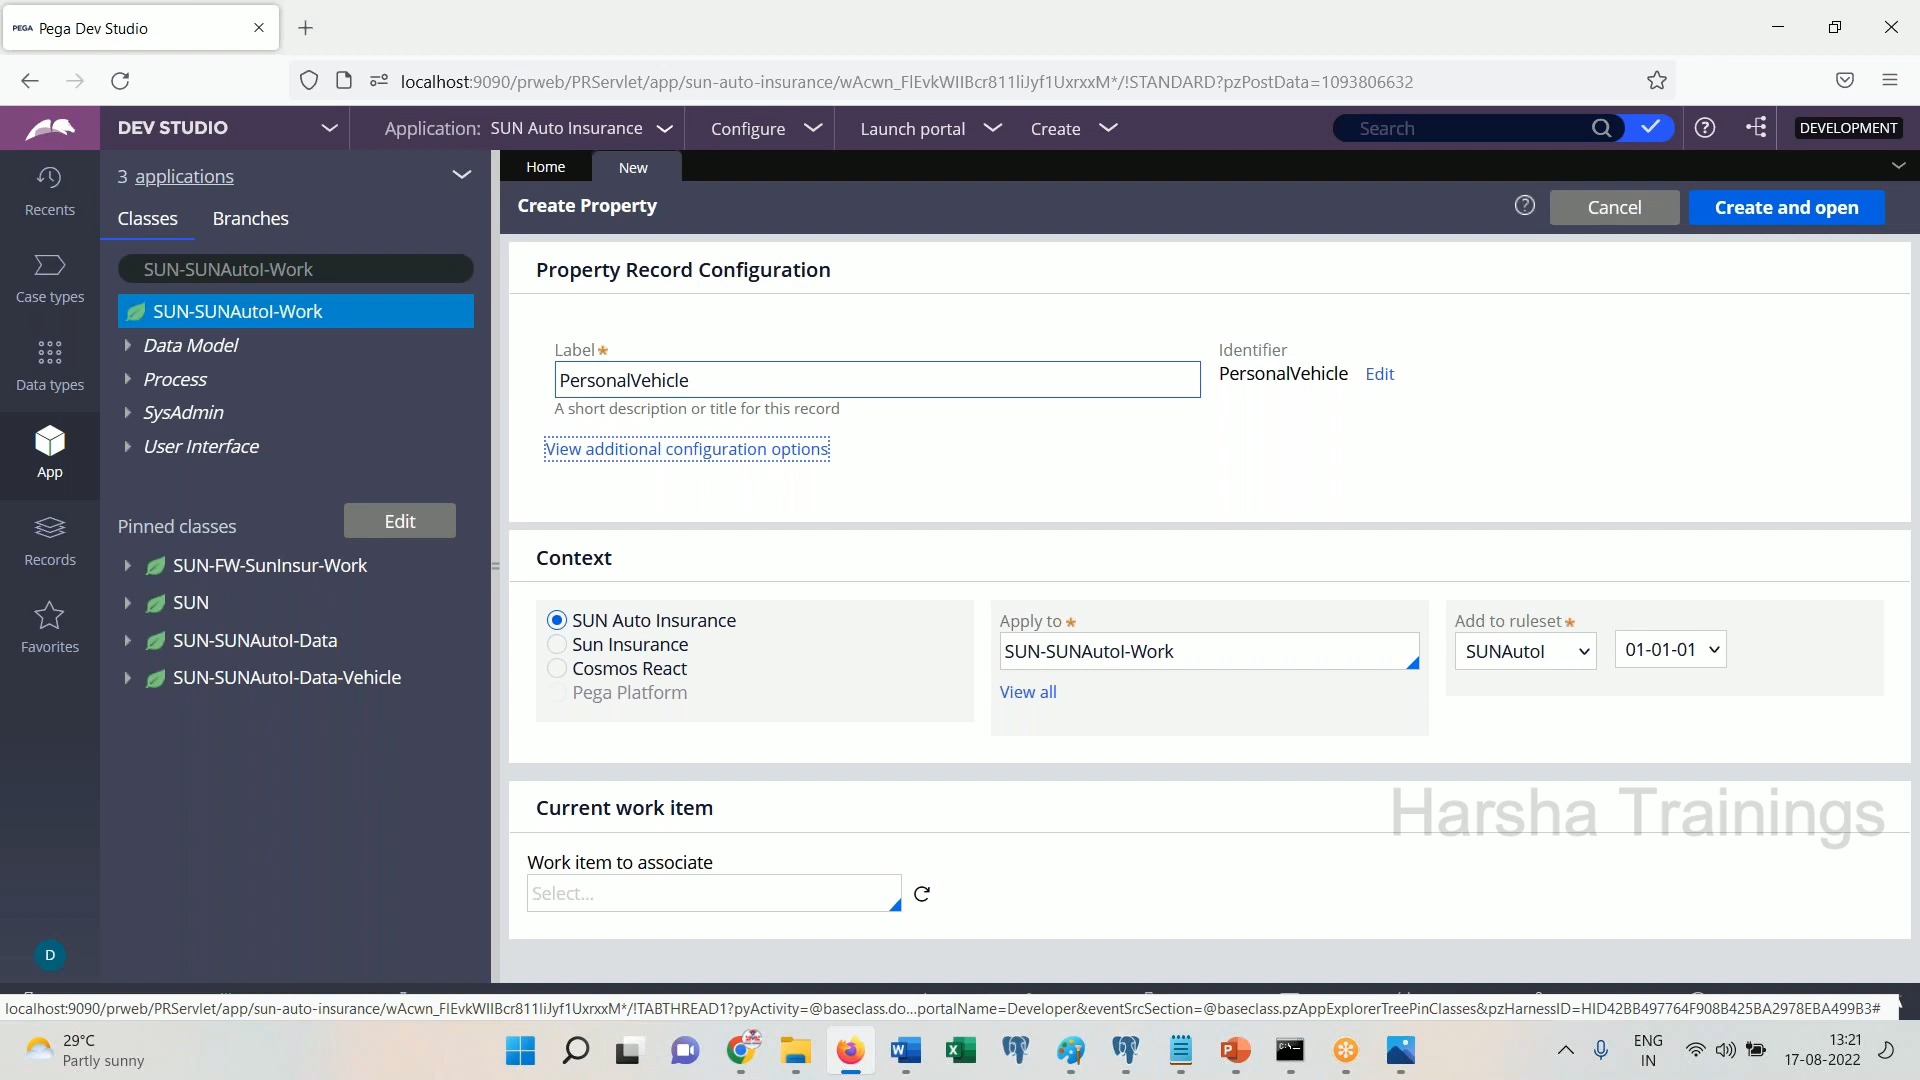 PEGA Pega Dev Studio
localhost:9090/prweb/PRServlet/app/sun-auto-insurance/wAcwn_FlEvkWIIBcr811liJyf1UxrxxM*/!STANDARD?pzPostData=1093806632
DEV STUDIO
Application: SUN Auto Insurance
Configure
Launch portal
Create
Search
DEVELOPMENT
Recents
Case types
Data types
App
Records
Favorites
D
3 applications
Classes
Branches
SUN-SUNAutoI-Work
SUN-SUNAutoI-Work
Data Model
Process
SysAdmin
User Interface
Pinned classes
Edit
SUN-FW-SunInsur-Work
SUN
SUN-SUNAutoI-Data
SUN-SUNAutoI-Data-Vehicle
Home
New
Create Property
Cancel
Create and open
Property Record Configuration
Label*
PersonalVehicle
A short description or title for this record
Identifier
PersonalVehicle Edit
View additional configuration options
Context
SUN Auto Insurance
Sun Insurance
Cosmos React
Pega Platform
Apply to*
SUN-SUNAutoI-Work
View all
Add to ruleset*
SUNAutoI
01-01-01
Current work item
Harsha Trainings
Work item to associate
Select...
localhost:9090/prweb/PRServlet/app/sun-auto-insurance/wAcwn_FlEvkWIIBcr811liJyf1UxrxxM*/!TABTHREAD1?pyActivity=@baseclass.do...portalName=Developer&eventSrcSection=@baseclass.pzAppExplorerTreePinClasses&pzHarnessID=HID42BB497764F908B425BA2978EBA499B3#
29°C
Partly sunny
ENG
IN
13:21
17-08-2022